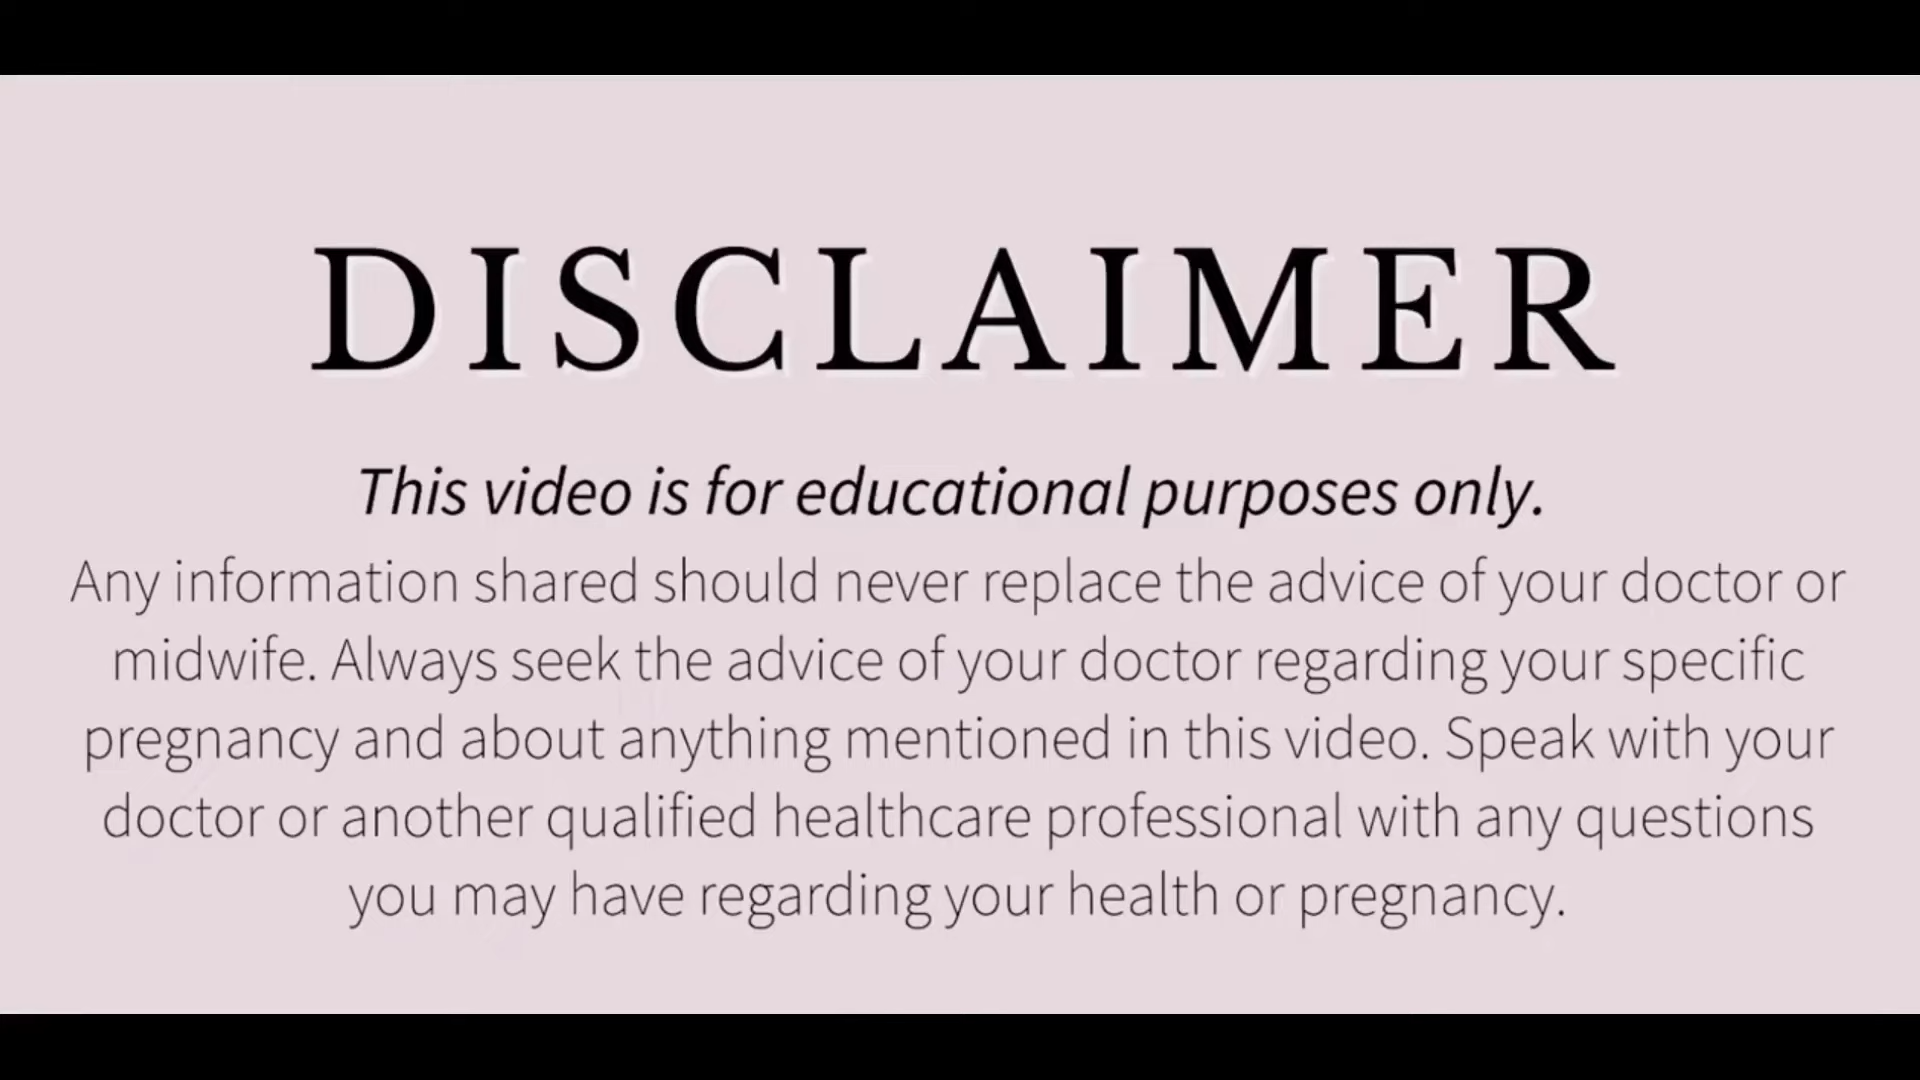 DISCLAIMER
This video is for educational purposes only.
Any information shared should never replace the advice of your doctor or
midwife. Always seek the advice of your doctor regarding your specific
pregnancy and about anything mentioned in this video. Speak with your
doctor or another qualified healthcare professional with any questions
you may have regarding your health or pregnancy.